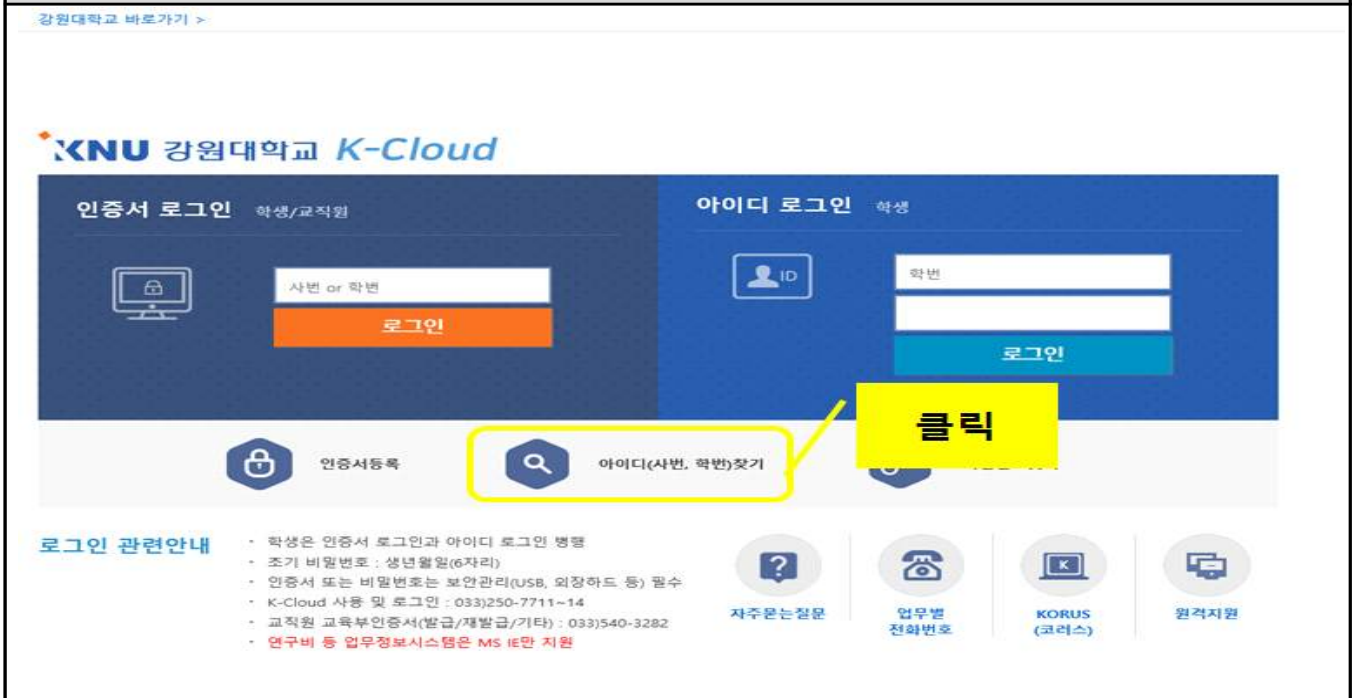 강원대학교 바로가기 >
KNU 강원대학교 K-Cloud
인증서 로그인 학생/교직원
사번 or 학번
로그인
아이디 로그인 학생
ID
학번
로그인
클릭
인증서등록
아이디(사번, 학번)찾기
로그인 관련안내
· 학생은 인증서 로그인과 아이디 로그인 병행
· 초기 비밀번호 : 생년월일(6자리)
· 인증서 또는 비밀번호는 보안관리(USB, 외장하드 등) 필수
· K-Cloud 사용 및 로그인 : 033)250-7711~14
· 교직원 교육부인증서(발급/재발급/기타) : 033)540-3282
· 연구비 등 업무정보시스템은 MS IE만 지원
?
자주묻는질문
업무별
전화번호
K
KORUS
(코러스)
원격지원